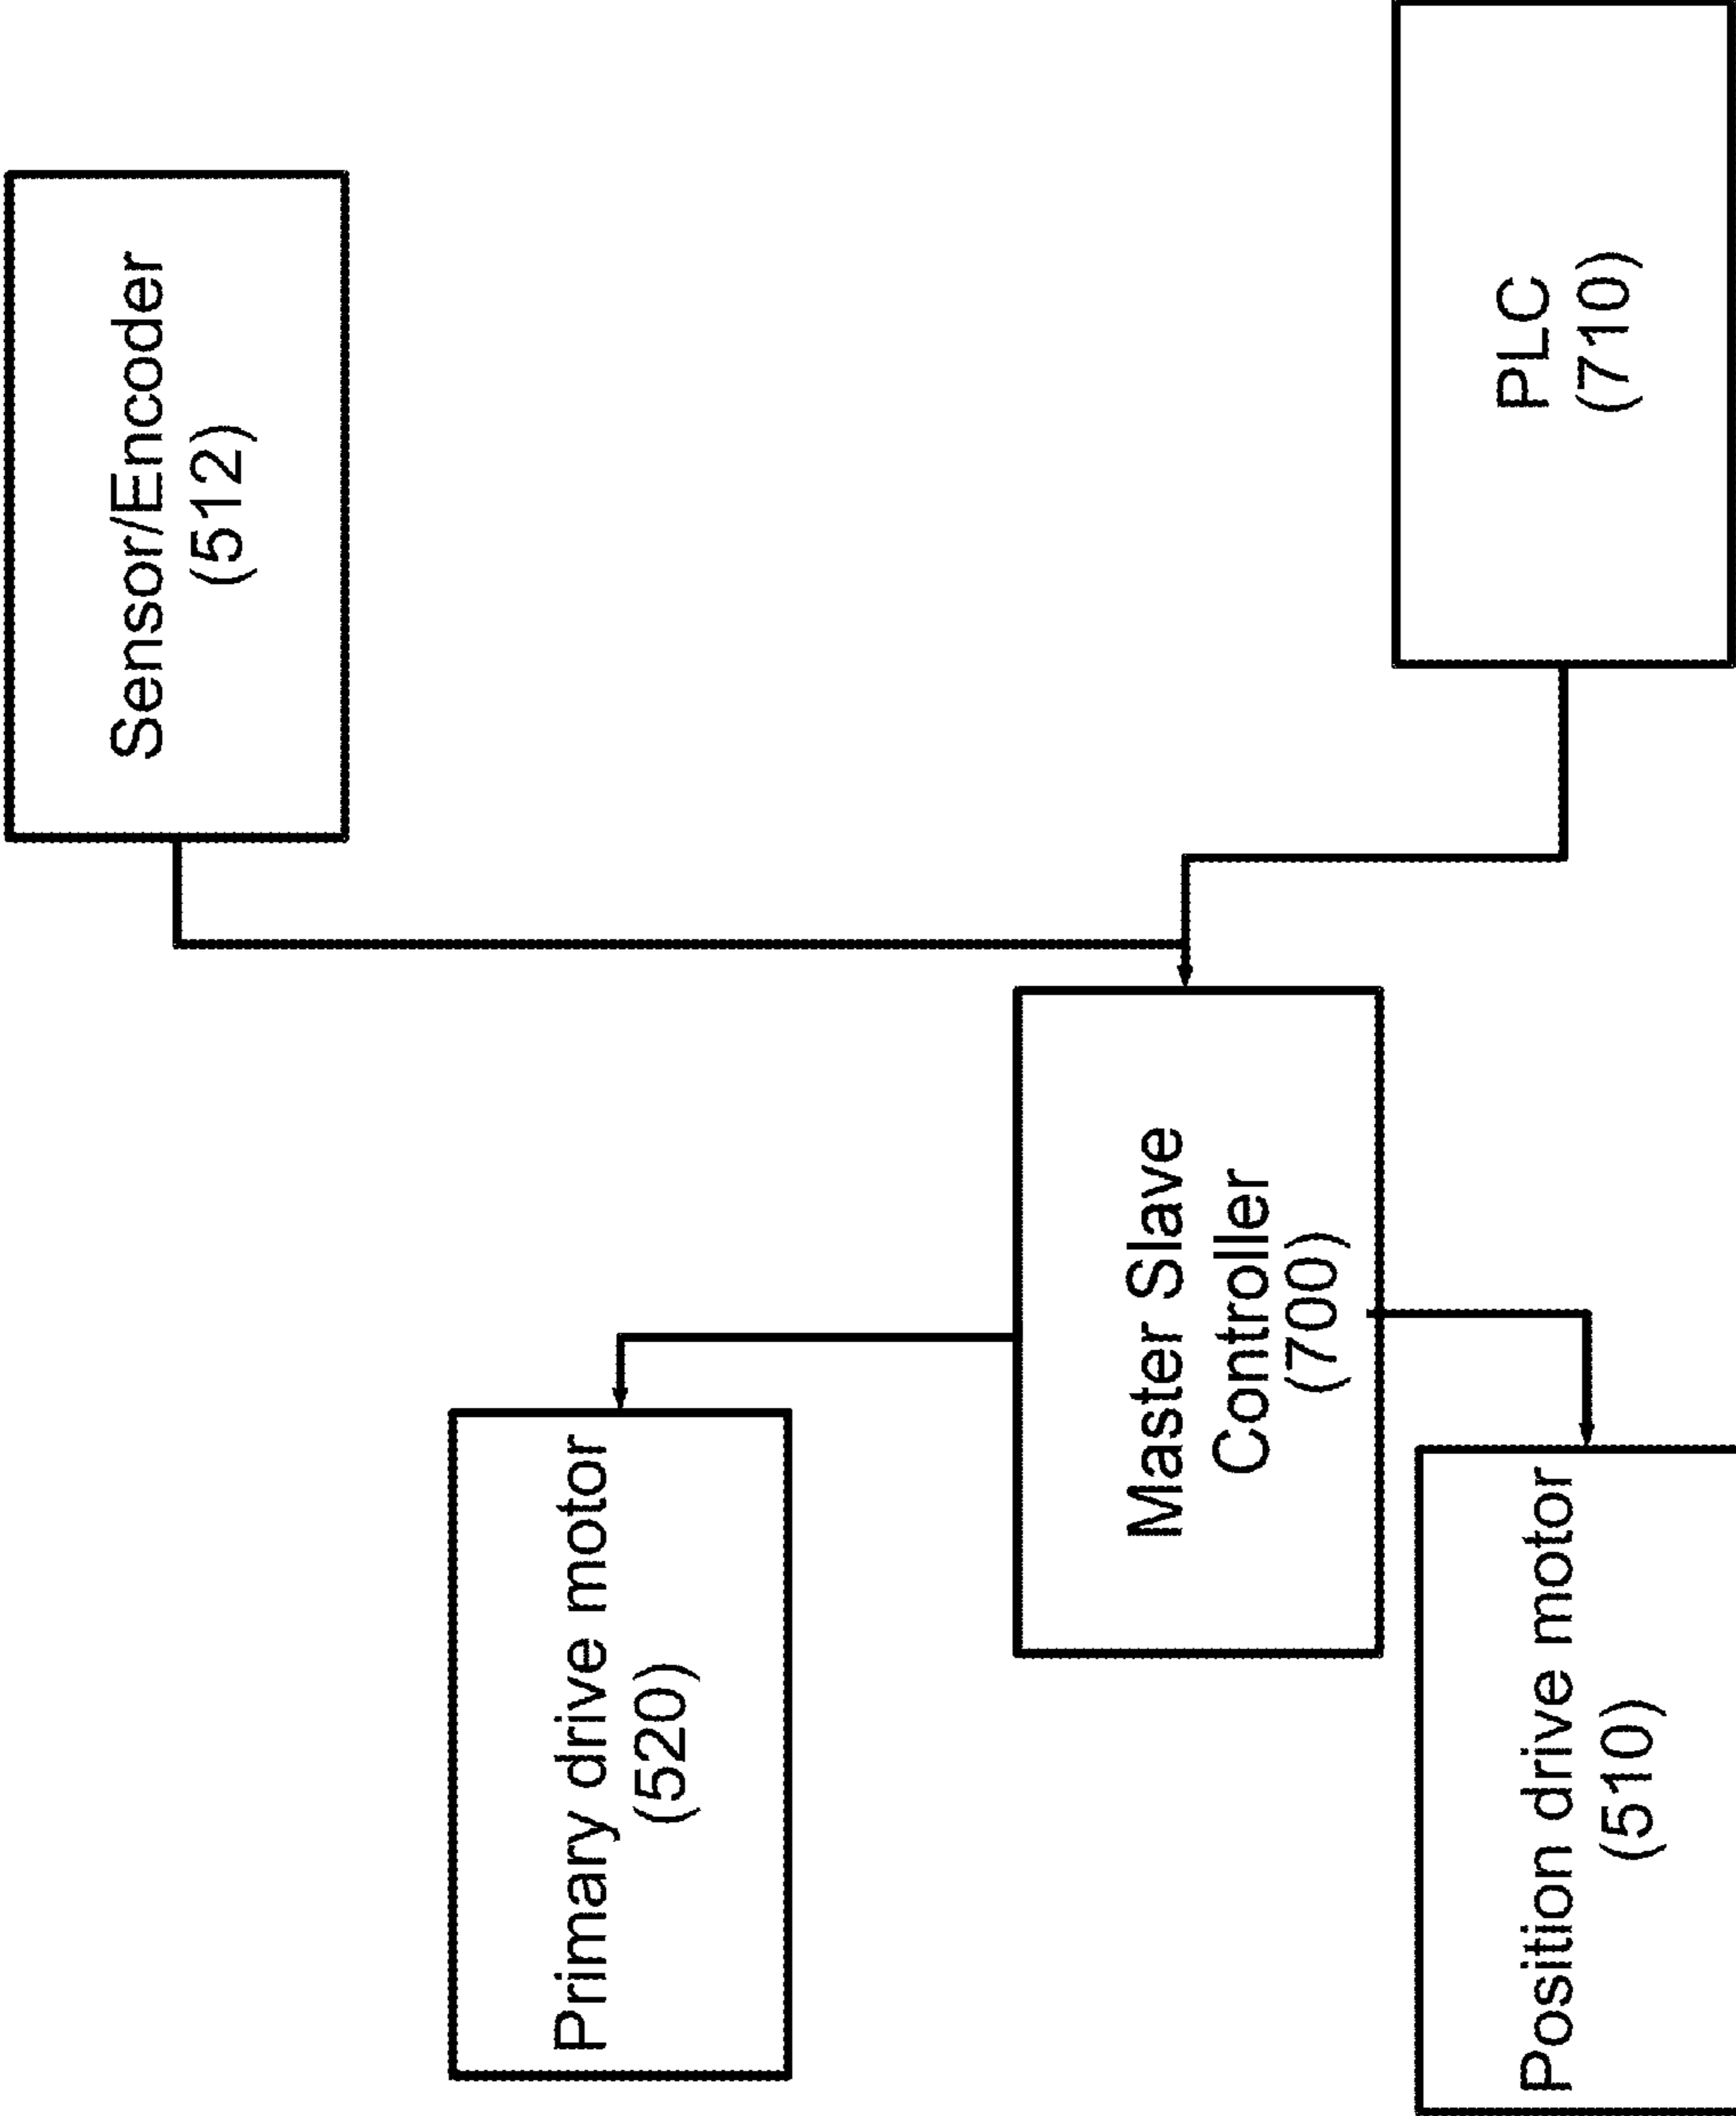 Sensor/Encoder
(512)
PLC
(710)
Master Slave
Controller
(700)
Primary drive motor
(520)
Position drive motor
(510)